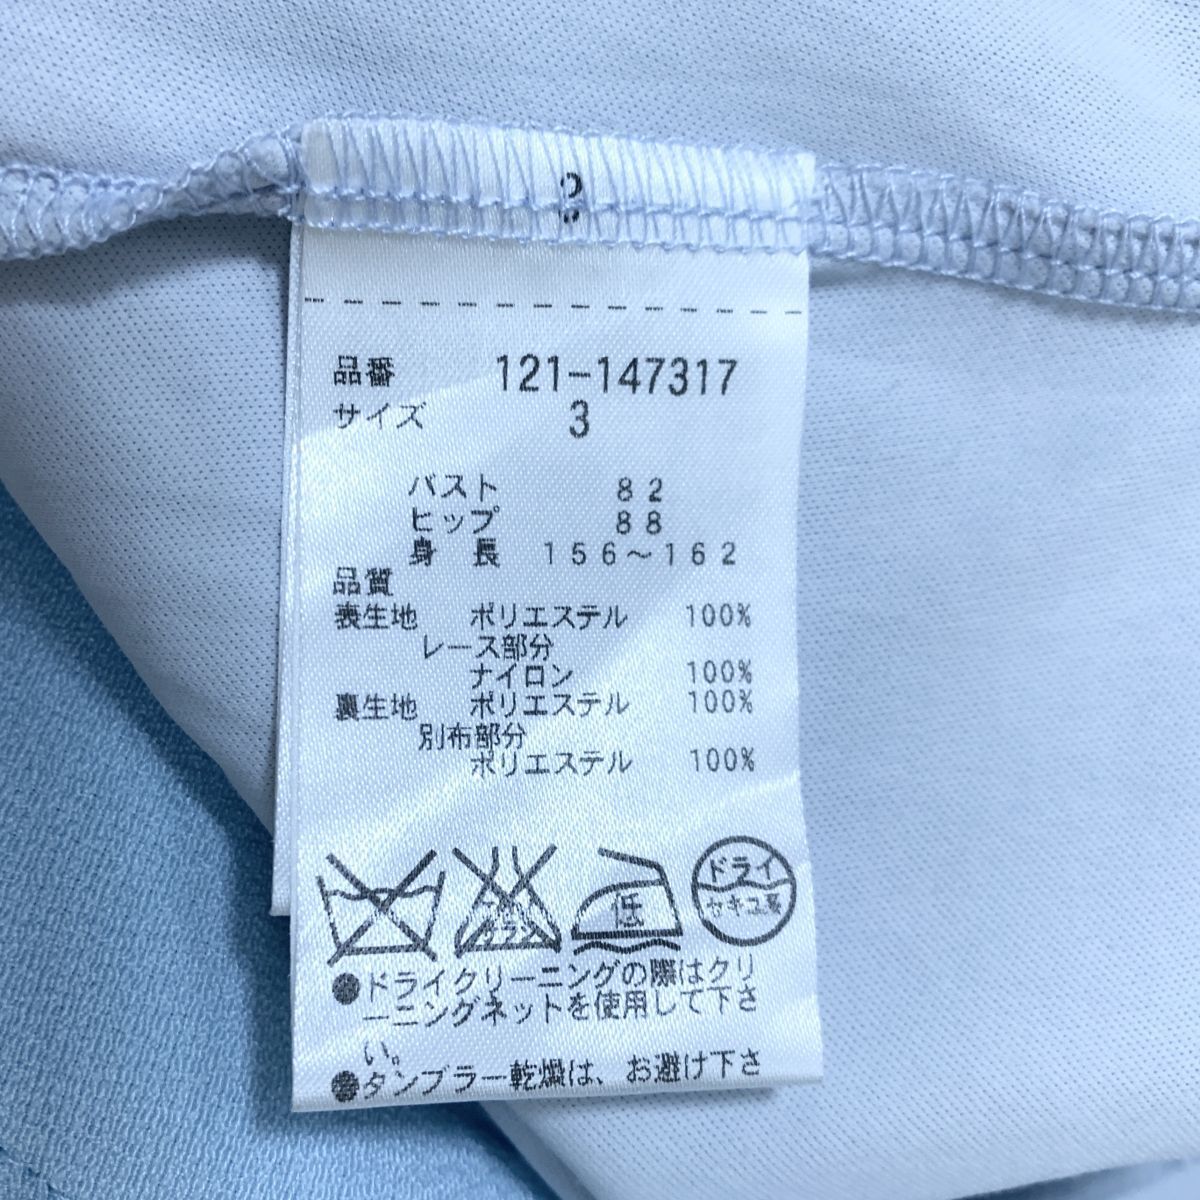 品番 121-147317
サイズ 3
バスト 82
ヒップ 88
身長 156～162
品質
表生地 ポリエステル 100%
レース部分
ナイロン 100%
裏生地 ポリエステル 100%
別布部分
ポリエステル 100%
低
ドライ
セキユ系
●ドライクリーニングの際はクリ
ーニングネットを使用して下さ
い。
●タンブラー乾燥は、お避け下さ